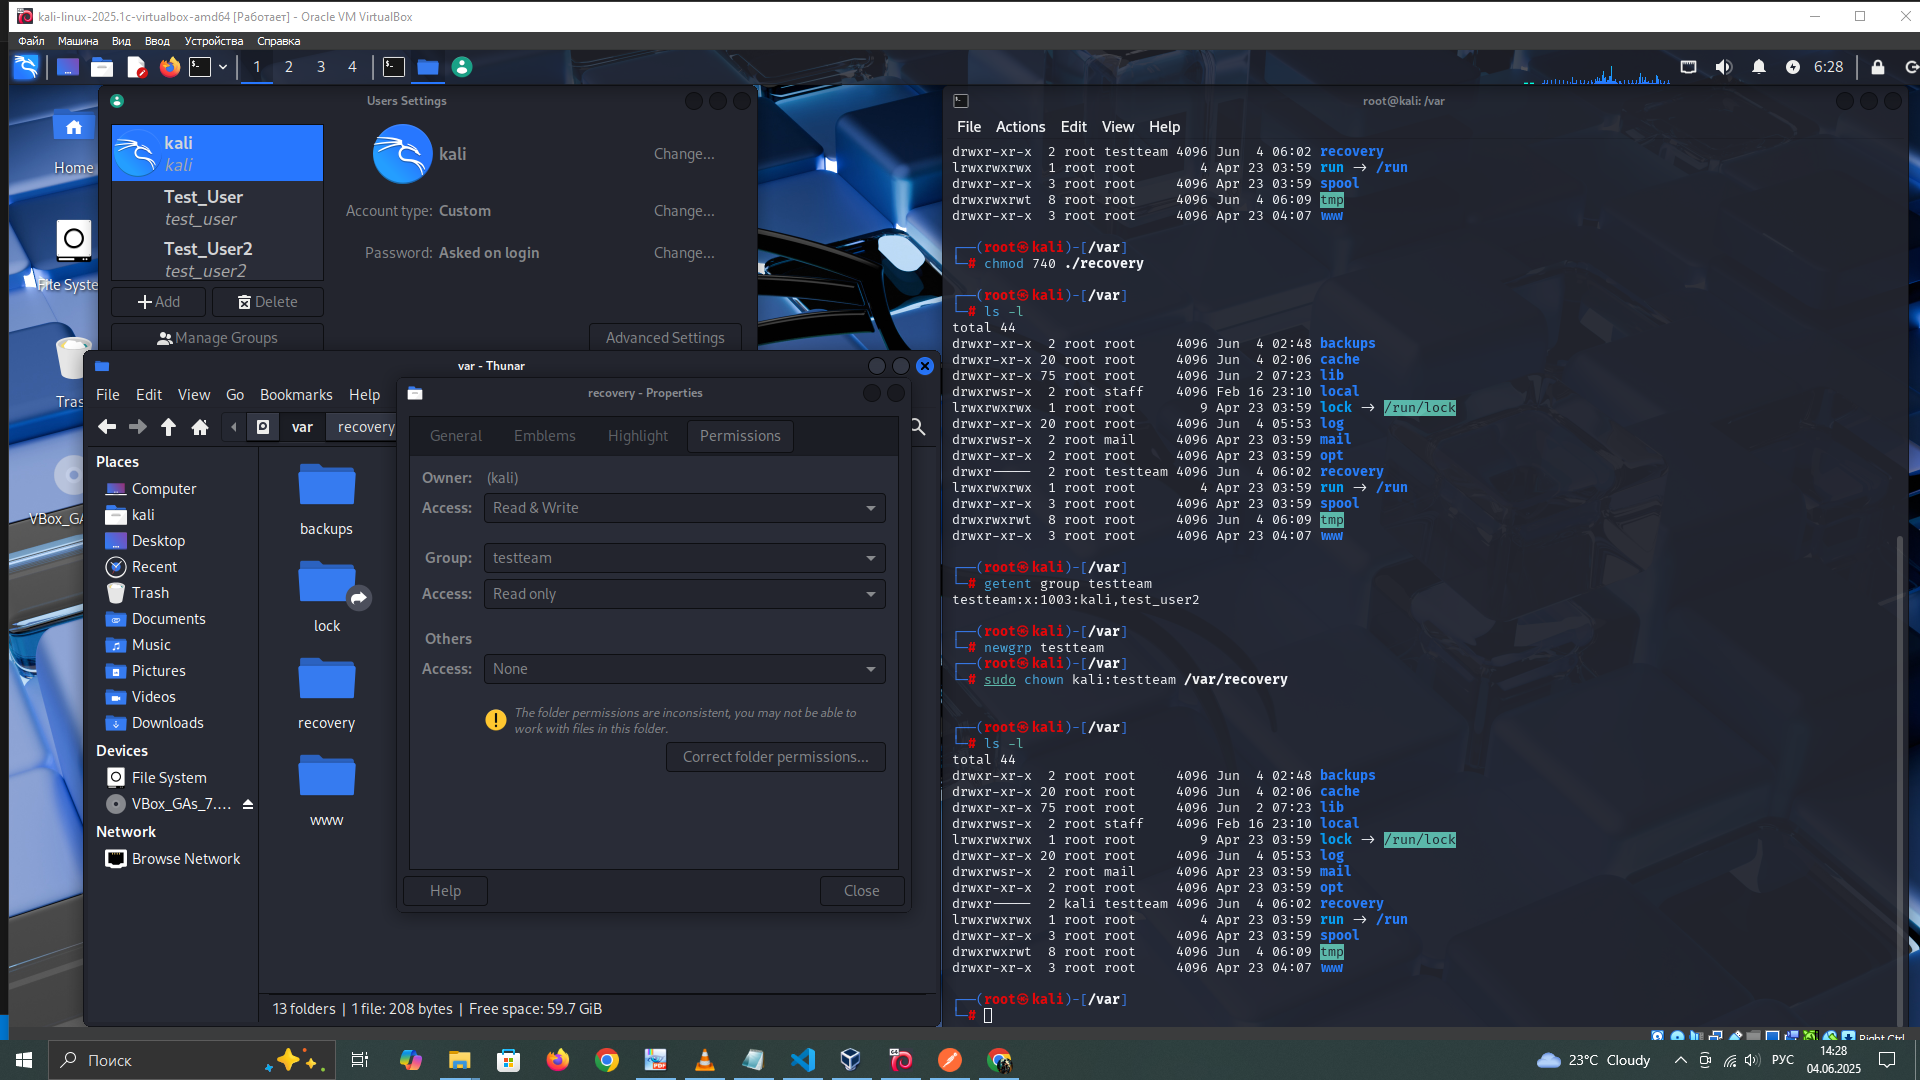 kali-linux-2025.1c-virtualbox-amd64 [Работает] - Oracle VM VirtualBox
Файл Машина Вид Ввод Устройства Справка
1 2 3 4
6:28
Home
File Syste
Tras
VBox_GA
Users Settings
kali
kali
Test_User
test_user
Test_User2
test_user2
Add
Delete
Manage Groups
kali
Change...
Account type: Custom
Change...
Password: Asked on login
Change...
Advanced Settings
var - Thunar
File Edit View Go Bookmarks Help
var
recovery
Places
Computer
kali
Desktop
Recent
Trash
Documents
Music
Pictures
Videos
Downloads
Devices
File System
VBox_GAs_7....
Network
Browse Network
backups
lock
recovery
www
13 folders | 1 file: 208 bytes | Free space: 59.7 GiB
recovery - Properties
General Emblems Highlight Permissions
Owner: (kali)
Access: Read & Write
Group: testteam
Access: Read only
Others
Access: None
The folder permissions are inconsistent, you may not be able to
work with files in this folder.
Correct folder permissions...
Help
Close
root@kali: /var
File Actions Edit View Help
drwxr-xr-x 2 root testteam 4096 Jun 4 06:02 recovery
lrwxrwxrwx 1 root root 4 Apr 23 03:59 run → /run
drwxr-xr-x 3 root root 4096 Apr 23 03:59 spool
drwxrwxrwt 8 root root 4096 Jun 4 06:09 tmp
drwxr-xr-x 3 root root 4096 Apr 23 04:07 www
┌──(root㉿kali)-[/var]
└─# chmod 740 ./recovery
┌──(root㉿kali)-[/var]
└─# ls -l
total 44
drwxr-xr-x 2 root root 4096 Jun 4 02:48 backups
drwxr-xr-x 20 root root 4096 Jun 4 02:06 cache
drwxr-xr-x 75 root root 4096 Jun 2 07:23 lib
drwxrwsr-x 2 root staff 4096 Feb 16 23:10 local
lrwxrwxrwx 1 root root 9 Apr 23 03:59 lock → /run/lock
drwxr-xr-x 20 root root 4096 Jun 4 05:53 log
drwxrwsr-x 2 root mail 4096 Apr 23 03:59 mail
drwxr-xr-x 2 root root 4096 Apr 23 03:59 opt
drwxr----- 2 root testteam 4096 Jun 4 06:02 recovery
lrwxrwxrwx 1 root root 4 Apr 23 03:59 run → /run
drwxr-xr-x 3 root root 4096 Apr 23 03:59 spool
drwxrwxrwt 8 root root 4096 Jun 4 06:09 tmp
drwxr-xr-x 3 root root 4096 Apr 23 04:07 www
┌──(root㉿kali)-[/var]
└─# getent group testteam
testteam:x:1003:kali,test_user2
┌──(root㉿kali)-[/var]
└─# newgrp testteam
┌──(root㉿kali)-[/var]
└─# sudo chown kali:testteam /var/recovery
┌──(root㉿kali)-[/var]
└─# ls -l
total 44
drwxr-xr-x 2 root root 4096 Jun 4 02:48 backups
drwxr-xr-x 20 root root 4096 Jun 4 02:06 cache
drwxr-xr-x 75 root root 4096 Jun 2 07:23 lib
drwxrwsr-x 2 root staff 4096 Feb 16 23:10 local
lrwxrwxrwx 1 root root 9 Apr 23 03:59 lock → /run/lock
drwxr-xr-x 20 root root 4096 Jun 4 05:53 log
drwxrwsr-x 2 root mail 4096 Apr 23 03:59 mail
drwxr-xr-x 2 root root 4096 Apr 23 03:59 opt
drwxr----- 2 kali testteam 4096 Jun 4 06:02 recovery
lrwxrwxrwx 1 root root 4 Apr 23 03:59 run → /run
drwxr-xr-x 3 root root 4096 Apr 23 03:59 spool
drwxrwxrwt 8 root root 4096 Jun 4 06:09 tmp
drwxr-xr-x 3 root root 4096 Apr 23 04:07 www
┌──(root㉿kali)-[/var]
└─#
Right Ctrl
Поиск
23°C Cloudy
РУС
14:28
04.06.2025